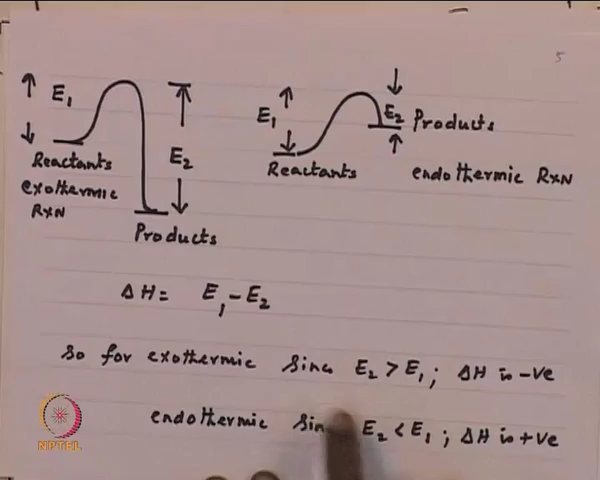 5
E1
E2
Reactants
exothermic
RxN
Products
E1
E2
Products
Reactants
endothermic RxN
ΔH = E1 - E2
So for exothermic since E2 > E1; ΔH is -ve
endothermic E2 < E1; ΔH is +ve
NPTEL